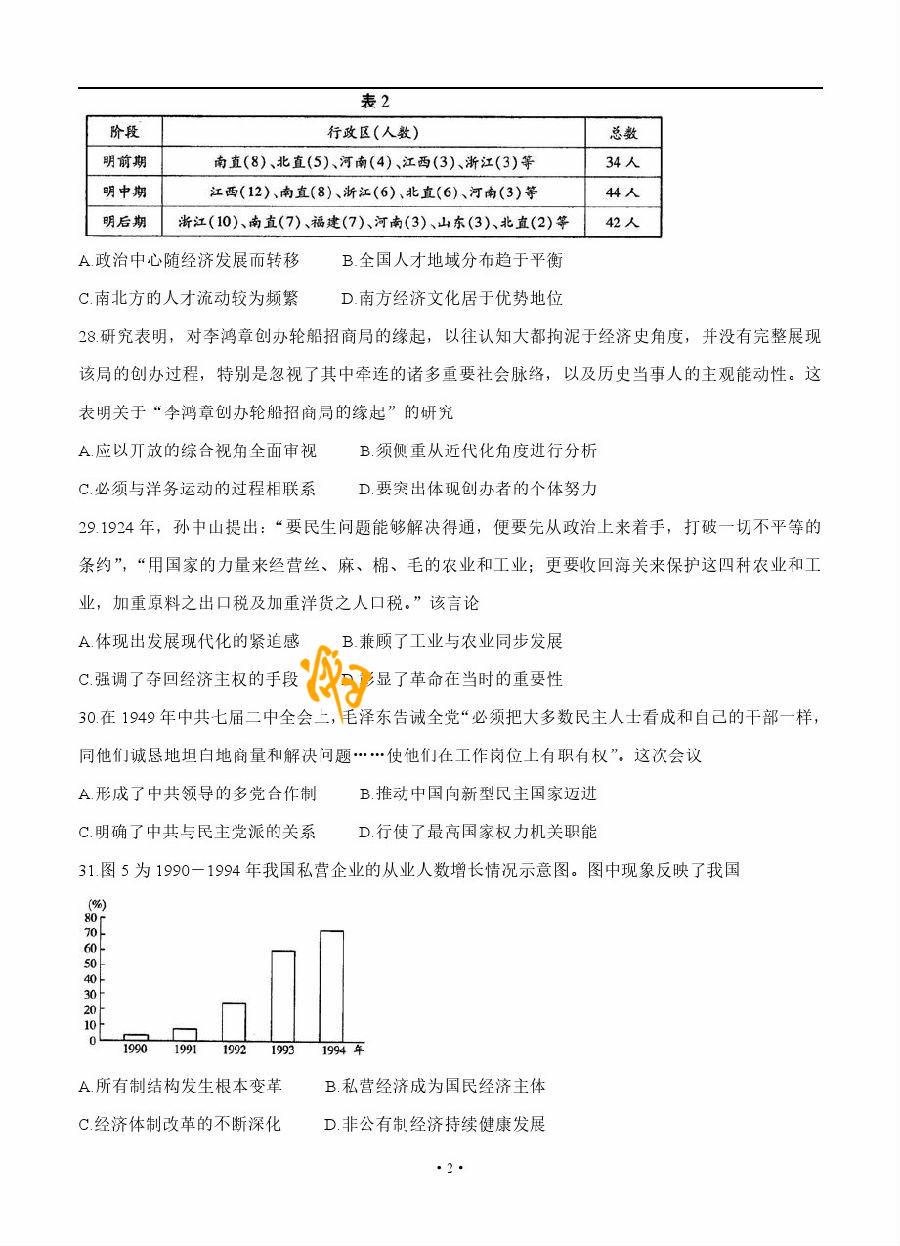 表2
阶段 行政区(人数) 总数
明前期 南直(8)、北直(5)、河南(4)、江西(3)、浙江(3)等 34人
明中期 江西(12)、南直(8)、浙江(6)、北直(6)、河南(3)等 44人
明后期 浙江(10)、南直(7)、福建(7)、河南(3)、山东(3)、北直(2)等 42人
A.政治中心随经济发展而转移 B.全国人才地域分布趋于平衡
C.南北方的人才流动较为频繁 D.南方经济文化居于优势地位
28.研究表明，对李鸿章创办轮船招商局的缘起，以往认知大都拘泥于经济史角度，并没有完整展现
该局的创办过程，特别是忽视了其中牵连的诸多重要社会脉络，以及历史当事人的主观能动性。这
表明关于“李鸿章创办轮船招商局的缘起”的研究
A.应以开放的综合视角全面审视 B.须侧重从近代化角度进行分析
C.必须与洋务运动的过程相联系 D.要突出体现创办者的个体努力
29.1924年，孙中山提出：“要民生问题能够解决得通，便要先从政治上来着手，打破一切不平等的
条约”，“用国家的力量来经营丝、麻、棉、毛的农业和工业；更要收回海关来保护这四种农业和工
业，加重原料之出口税及加重洋货之人口税。”该言论
A.体现出发展现代化的紧迫感 B.兼顾了工业与农业同步发展
C.强调了夺回经济主权的手段 D.彰显了革命在当时的重要性
30.在1949年中共七届二中全会上，毛泽东告诫全党“必须把大多数民主人士看成和自己的干部一样，
同他们诚恳地坦白地商量和解决问题……使他们在工作岗位上有职有权”。这次会议
A.形成了中共领导的多党合作制 B.推动中国向新型民主国家迈进
C.明确了中共与民主党派的关系 D.行使了最高国家权力机关职能
31.图5为1990－1994年我国私营企业的从业人数增长情况示意图。图中现象反映了我国
(%)
80
70
60
50
40
30
20
10
0
1990 1991 1992 1993 1994 年
A.所有制结构发生根本变革 B.私营经济成为国民经济主体
C.经济体制改革的不断深化 D.非公有制经济持续健康发展
·2·